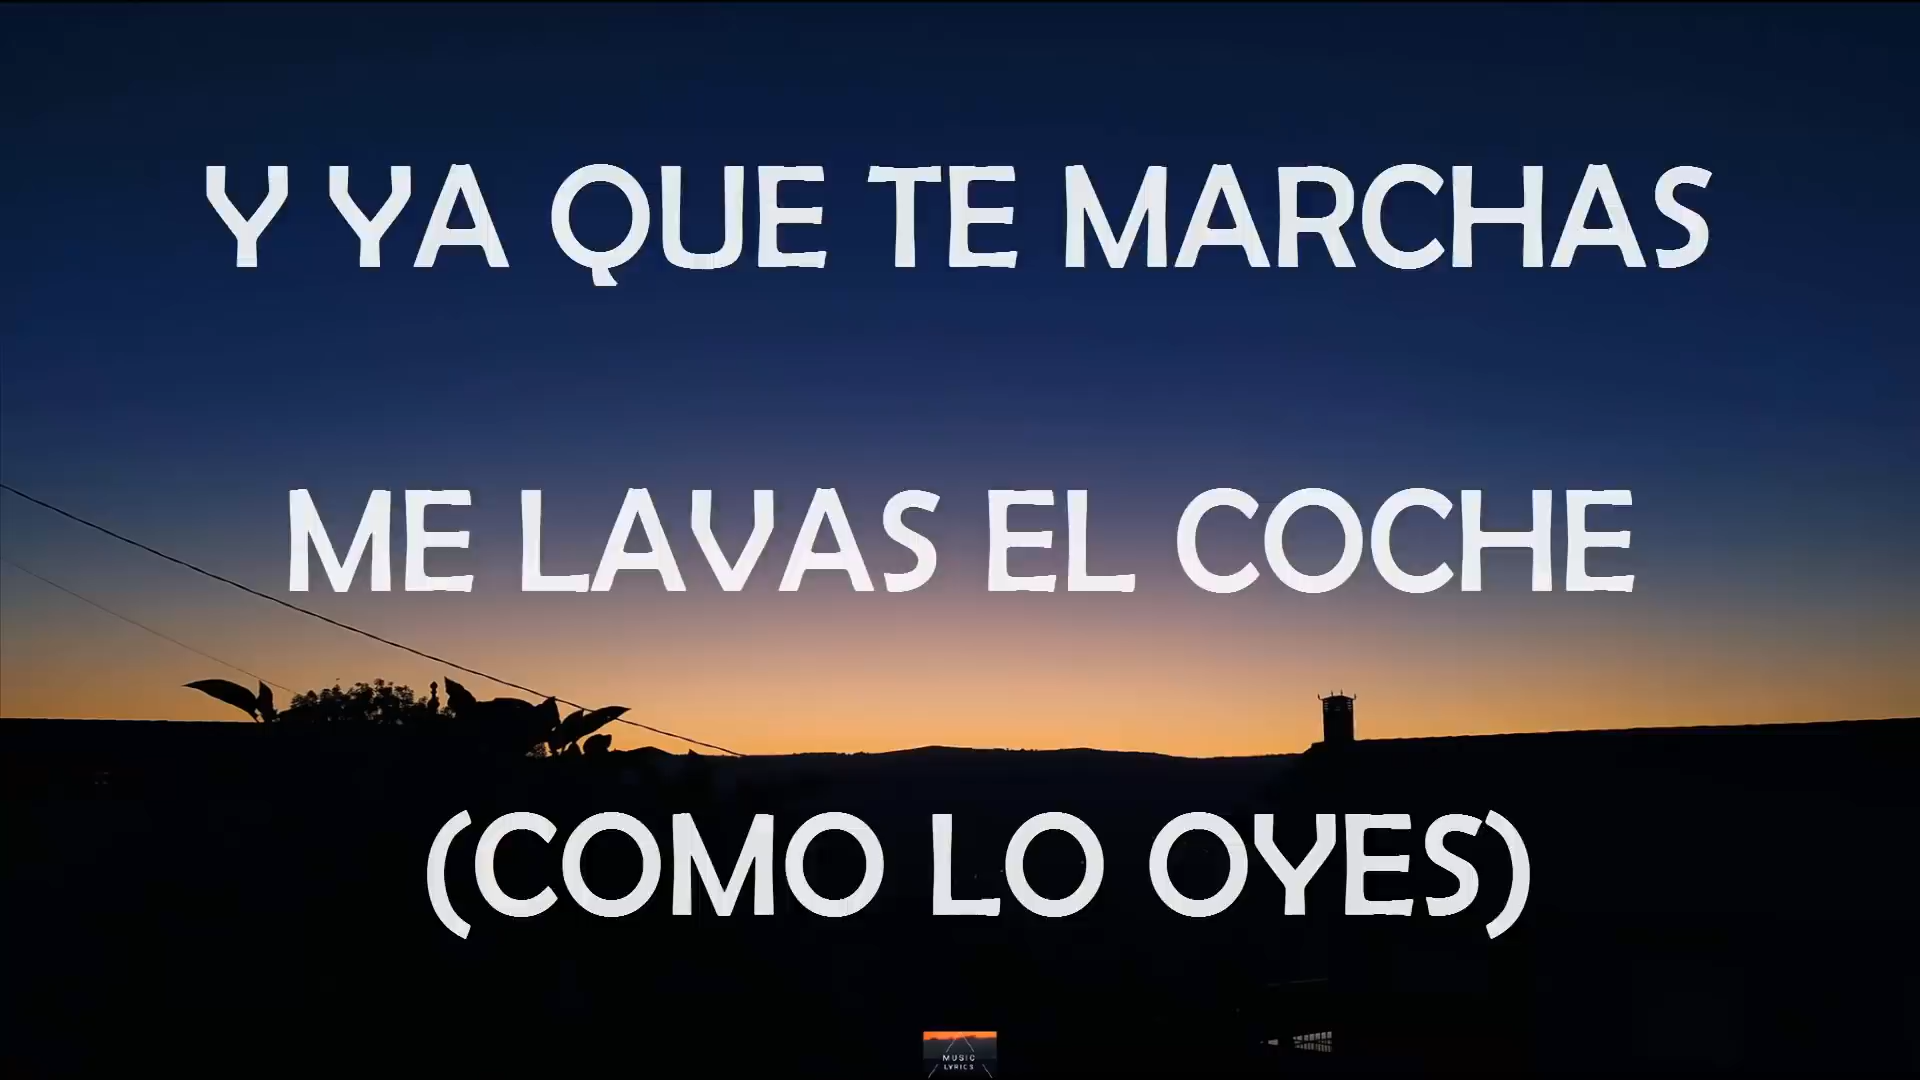 Y YA QUE TE MARCHAS
ME LAVAS EL COCHE
(COMO LO OYES)
MUSIC
LYRICS